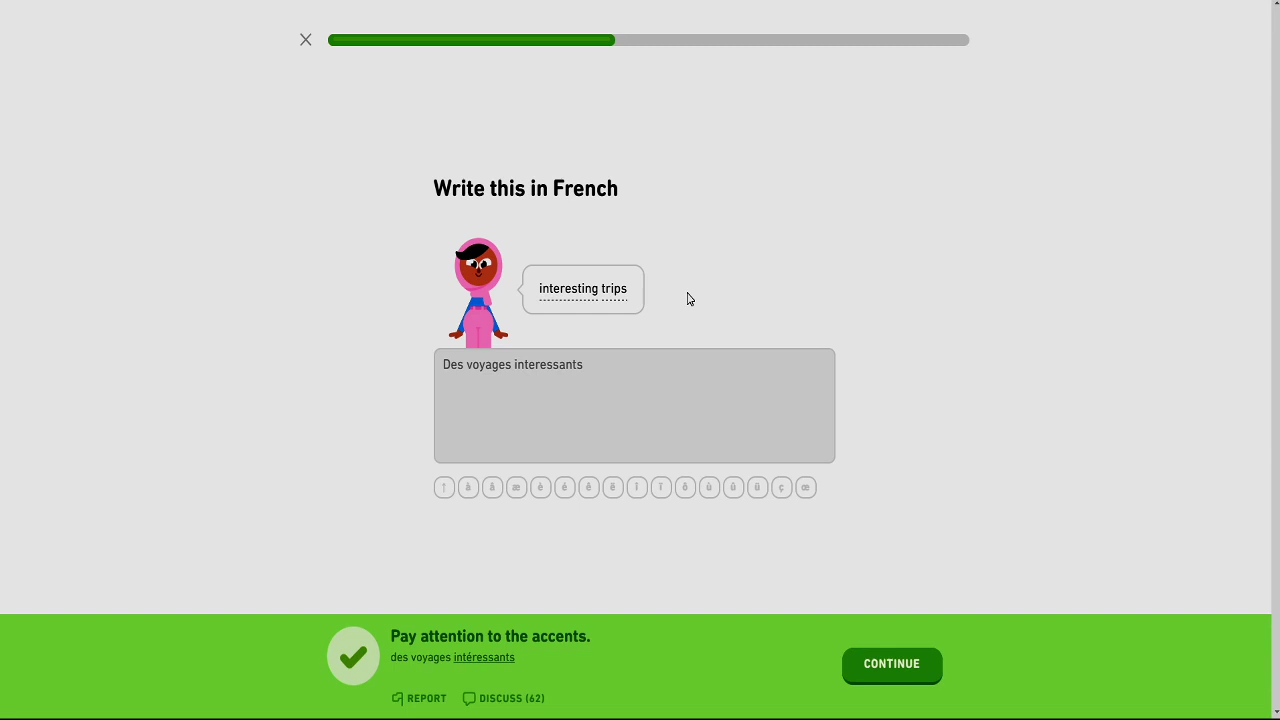 Write this in French
interesting trips
Des voyages interessants
↑ à â æ è é ê ë î ï ô ù û ü ç œ
Pay attention to the accents.
des voyages intéressants
CONTINUE
REPORT DISCUSS (62)